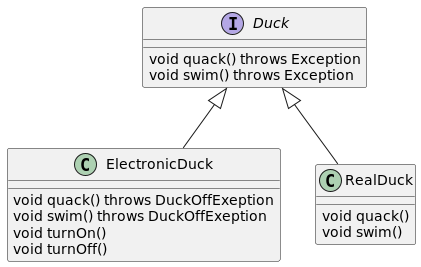 I Duck
void quack() throws Exception
void swim() throws Exception
C ElectronicDuck
void quack() throws DuckOffExeption
void swim() throws DuckOffExeption
void turnOn()
void turnOff()
C RealDuck
void quack()
void swim()